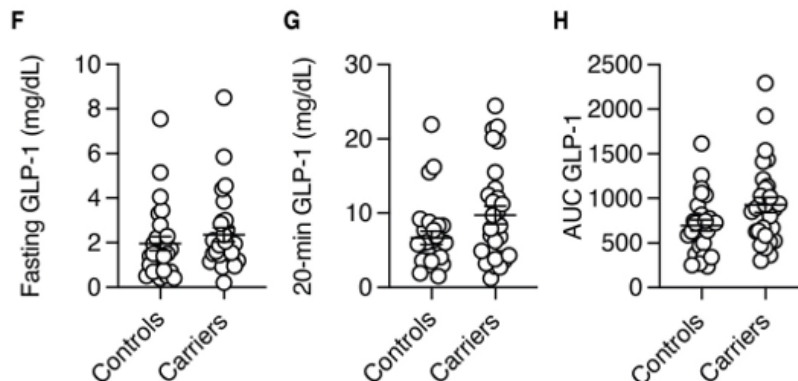 F
Fasting GLP-1 (mg/dL)
10
8
6
4
2
0
Controls
Carriers
G
20-min GLP-1 (mg/dL)
30
20
10
0
Controls
Carriers
H
AUC GLP-1
2500
2000
1500
1000
500
0
Controls
Carriers